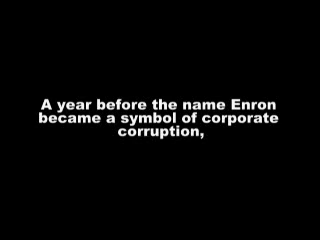 A year before the name Enron
became a symbol of corporate
corruption,